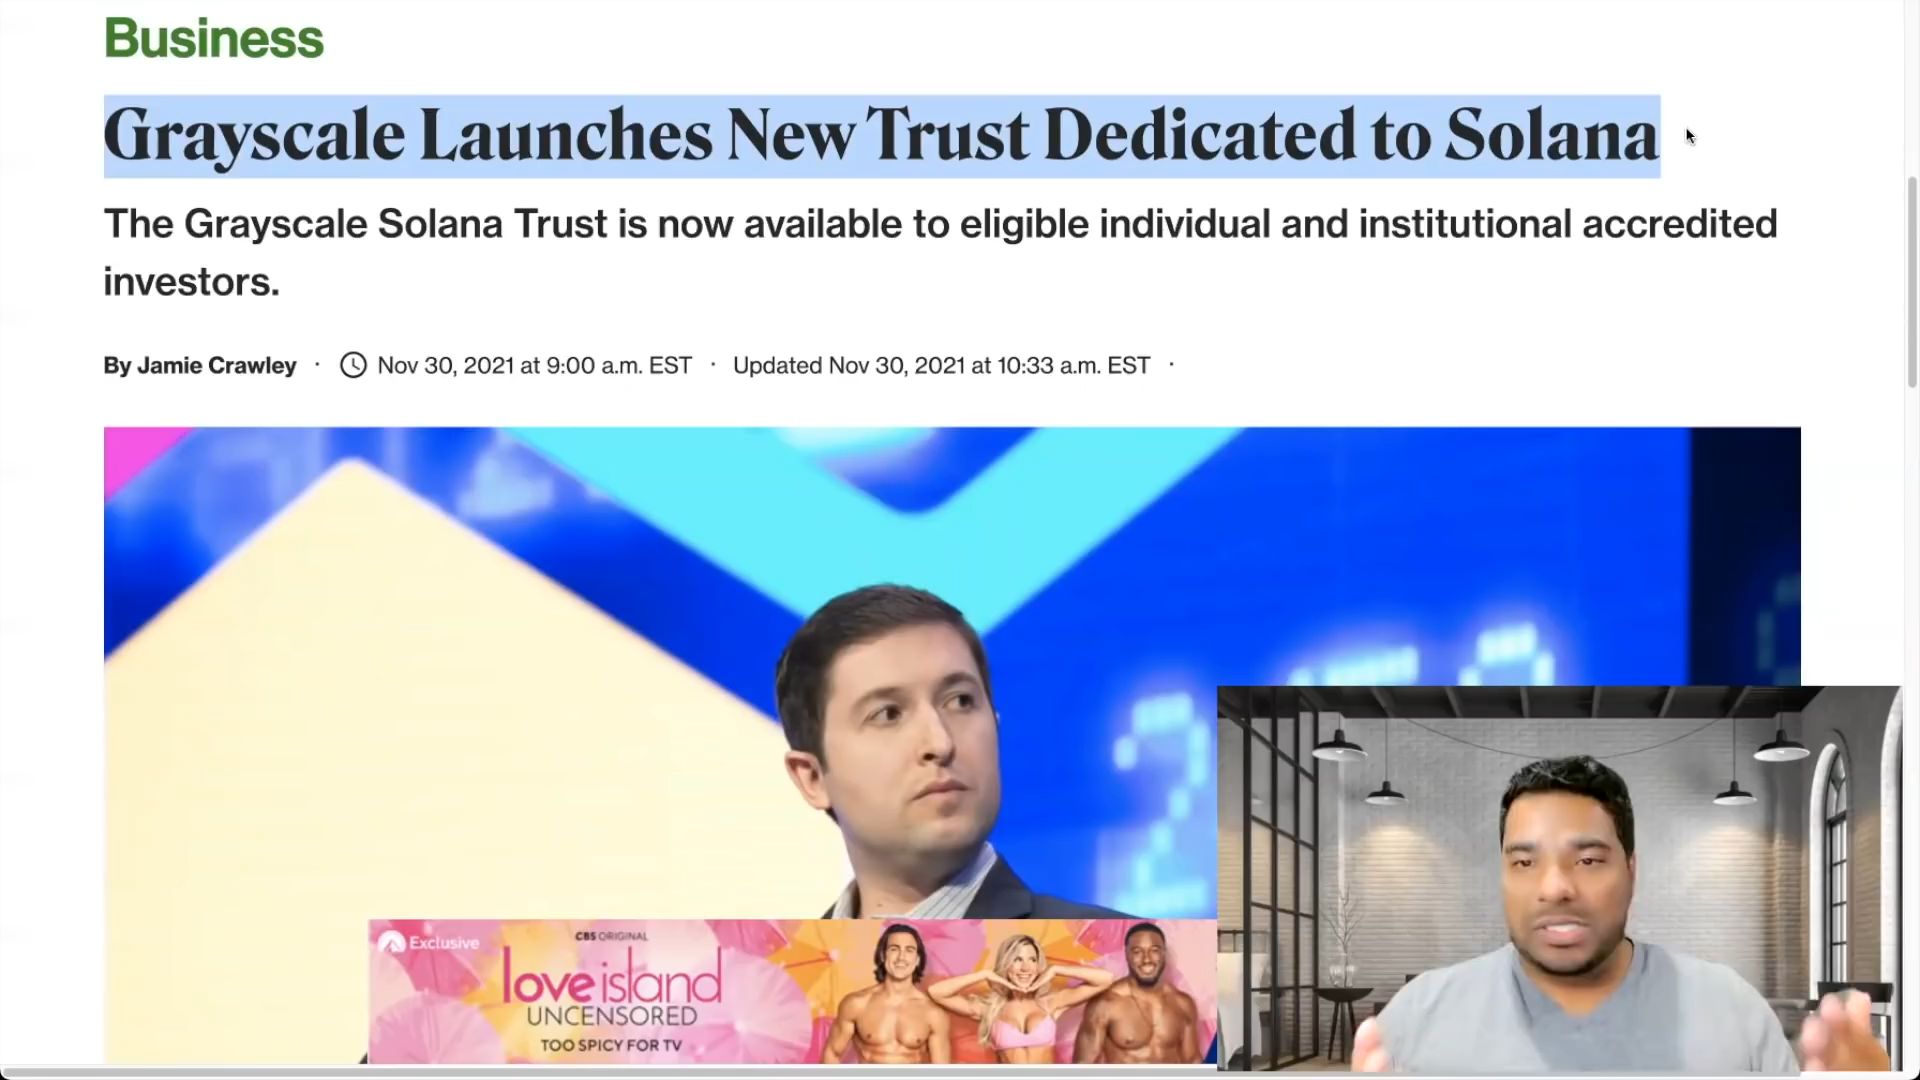 Business
Grayscale Launches New Trust Dedicated to Solana
The Grayscale Solana Trust is now available to eligible individual and institutional accredited
investors.
By Jamie Crawley · Nov 30, 2021 at 9:00 a.m. EST · Updated Nov 30, 2021 at 10:33 a.m. EST ·
Exclusive
CBS ORIGINAL
love island
UNCENSORED
TOO SPICY FOR TV